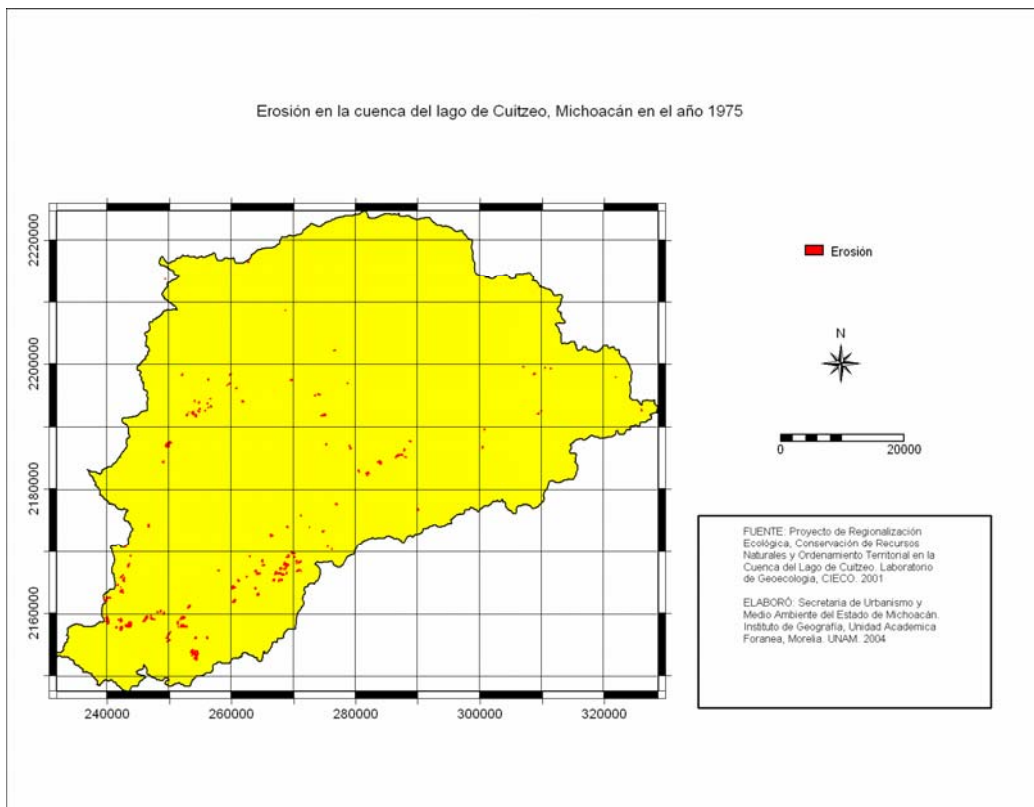 Erosión en la cuenca del lago de Cuitzeo, Michoacán en el año 1975
2220000
2200000
2180000
2160000
240000
260000
280000
300000
320000
Erosión
N
0
20000
FUENTE: Proyecto de Regionalización
Ecológica, Conservación de Recursos
Naturales y Ordenamiento Territorial en la
Cuenca del Lago de Cuitzeo. Laboratorio
de Geoecologia, CIECO. 2001
ELABORÓ: Secretaria de Urbanismo y
Medio Ambiente del Estado de Michoacán.
Instituto de Geografía, Unidad Academica
Foranea, Morelia. UNAM. 2004